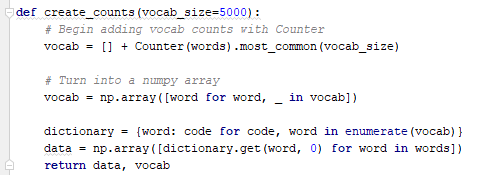 def create_counts(vocab_size=5000):
# Begin adding vocab counts with Counter
vocab = [] + Counter(words).most_common(vocab_size)
# Turn into a numpy array
vocab = np.array([word for word, _ in vocab])
dictionary = {word: code for code, word in enumerate(vocab)}
data = np.array([dictionary.get(word, 0) for word in words])
return data, vocab